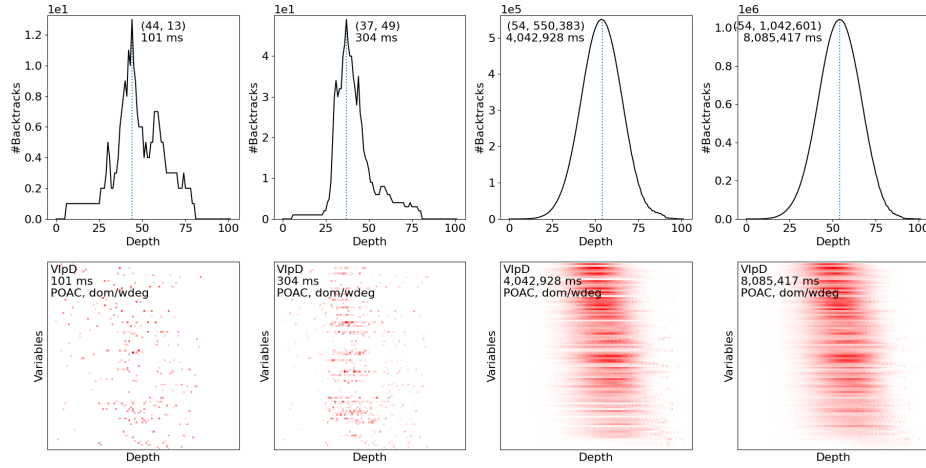 1e1
(44, 13)
101 ms
#Backtracks
1.2
1.0
0.8
0.6
0.4
0.2
0.0
0
25
50
75
100
Depth
1e1
(37, 49)
304 ms
#Backtracks
4
3
2
1
0
0
25
50
75
100
Depth
1e5
(54, 550,383)
4,042,928 ms
#Backtracks
5
4
3
2
1
0
0
25
50
75
100
Depth
1e6
(54, 1,042,601)
8,085,417 ms
#Backtracks
1.0
0.8
0.6
0.4
0.2
0.0
0
25
50
75
100
Depth
VIpD
101 ms
POAC, dom/wdeg
Variables
Depth
VIpD
304 ms
POAC, dom/wdeg
Variables
Depth
VIpD
4,042,928 ms
POAC, dom/wdeg
Variables
Depth
VIpD
8,085,417 ms
POAC, dom/wdeg
Variables
Depth